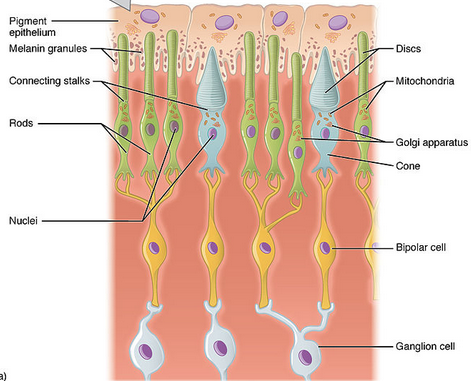 Pigment
epithelium
Melanin granules
Connecting stalks
Rods
Nuclei
Discs
Mitochondria
Golgi apparatus
Cone
Bipolar cell
Ganglion cell
a)